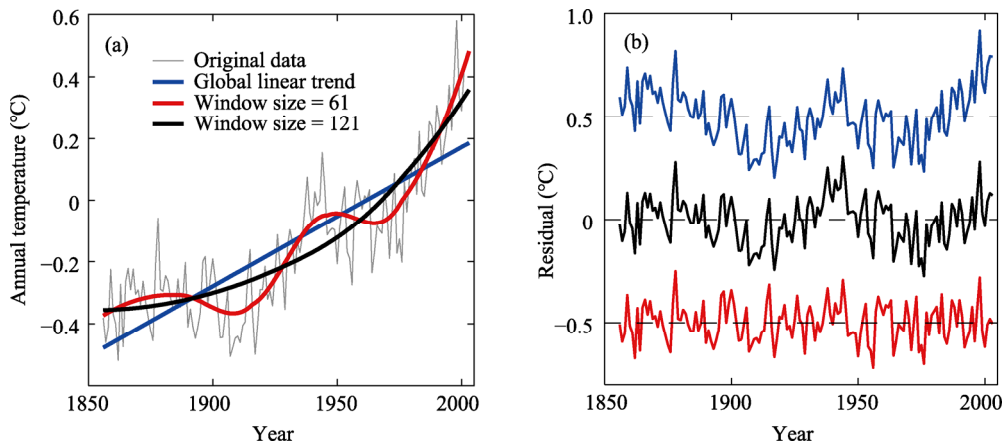 (a)
Original data
Global linear trend
Window size = 61
Window size = 121
Annual temperature (°C)
0.6
0.4
0.2
0
−0.2
−0.4
1850
1900
1950
2000
Year
(b)
Residual (°C)
1.0
0.5
0
−0.5
1850
1900
1950
2000
Year